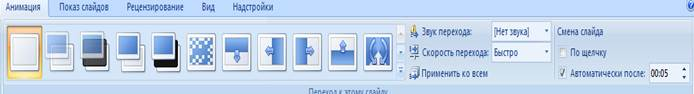 Анимация Показ слайдов Рецензирование Вид Надстройки
Звук перехода: [Нет звука] Смена слайда
Скорость перехода: Быстро По щелчку
Применить ко всем Автоматически после: 00:05
Переход к этому слайду